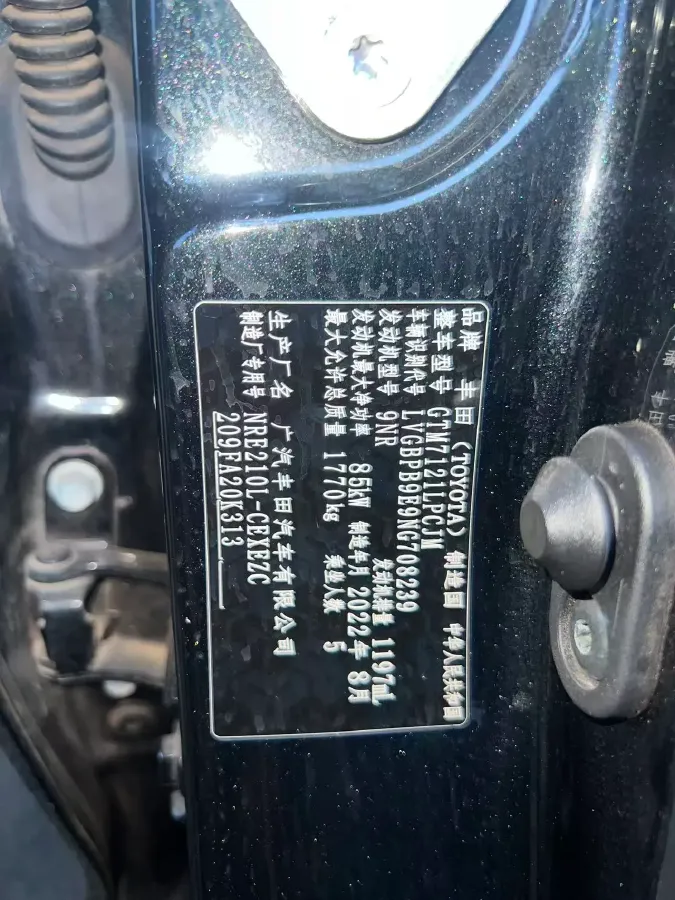 品牌 丰田(TOYOTA) 制造国 中华人民共和国
整车型号 GTM7121LPCJM
车辆识别代号 LVGBPB9E9NG708239
发动机型号 9NR 发动机排量 1197mL
发动机最大净功率 85kW 制造年月 2022年8月
最大允许总质量 1770kg 乘坐人数 5
生产厂名 广汽丰田汽车有限公司
制造厂专用号 NRE210L-CEXEZC
209FA20K313